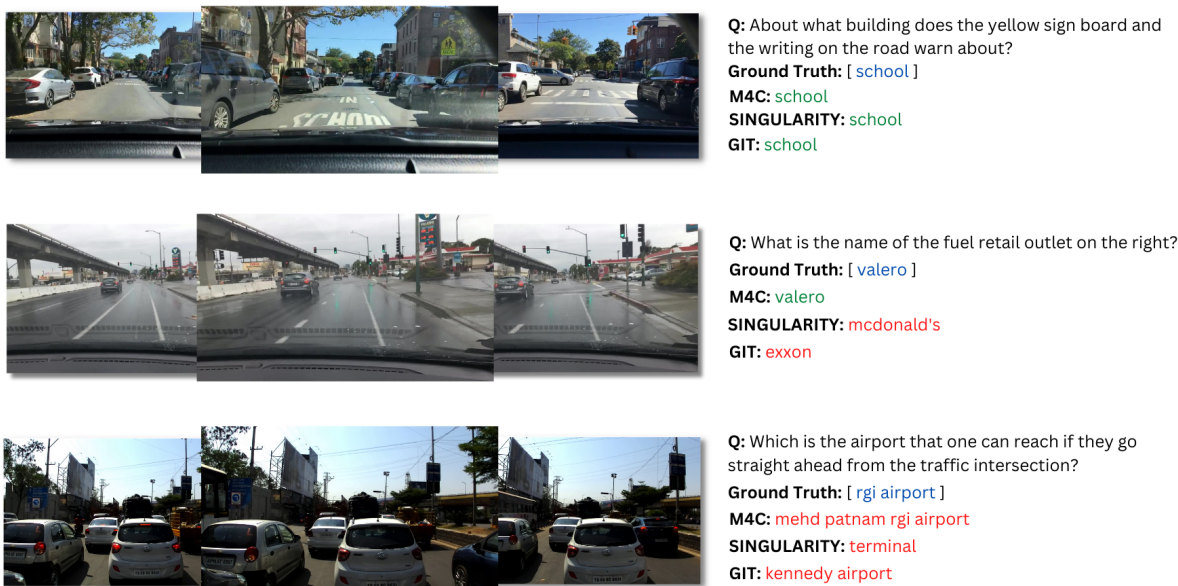 IN
SCHOOL
Q: About what building does the yellow sign board and
the writing on the road warn about?
Ground Truth: [ school ]
M4C: school
SINGULARITY: school
GIT: school
Q: What is the name of the fuel retail outlet on the right?
Ground Truth: [ valero ]
M4C: valero
SINGULARITY: mcdonald's
GIT: exxon
Q: Which is the airport that one can reach if they go
straight ahead from the traffic intersection?
Ground Truth: [ rgi airport ]
M4C: mehd patnam rgi airport
SINGULARITY: terminal
GIT: kennedy airport